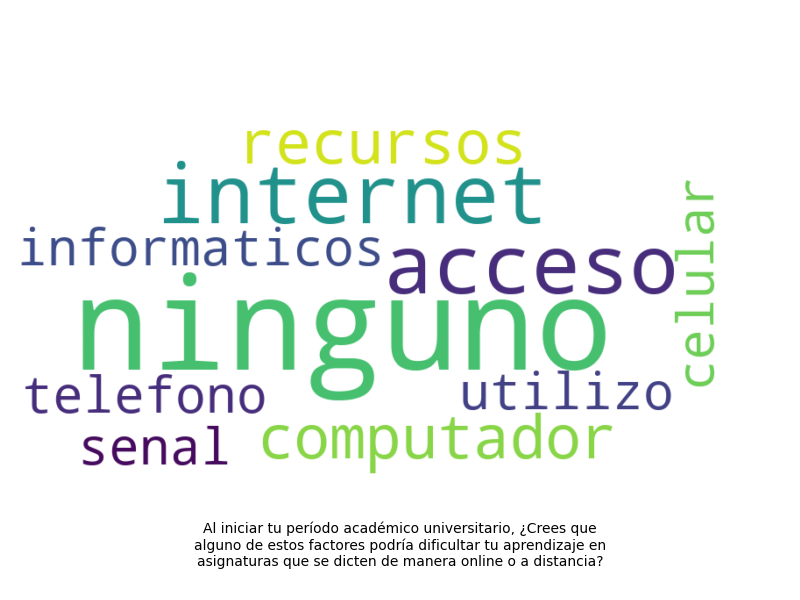 recursos
internet
celular
informaticos
acceso
ninguno
telefono
utilizo
senal
computador
Al iniciar tu período académico universitario, ¿Crees que
alguno de estos factores podría dificultar tu aprendizaje en
asignaturas que se dicten de manera online o a distancia?